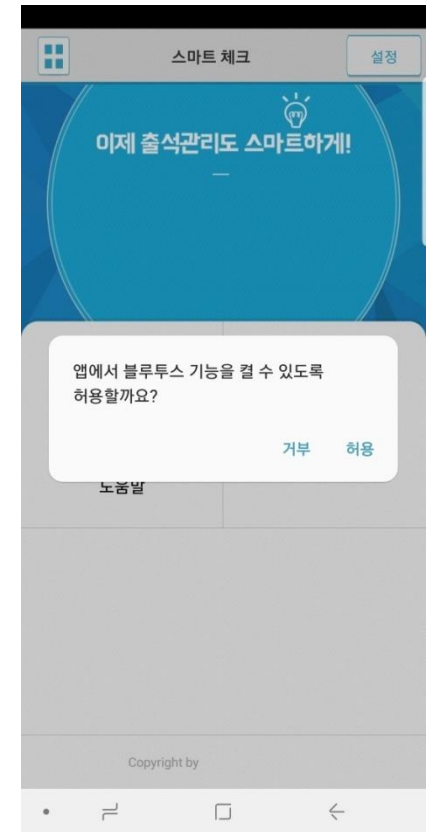 스마트 체크
설정
이제 출석관리도 스마트하게!
앱에서 블루투스 기능을 켤 수 있도록
허용할까요?
거부
허용
도움말
Copyright by